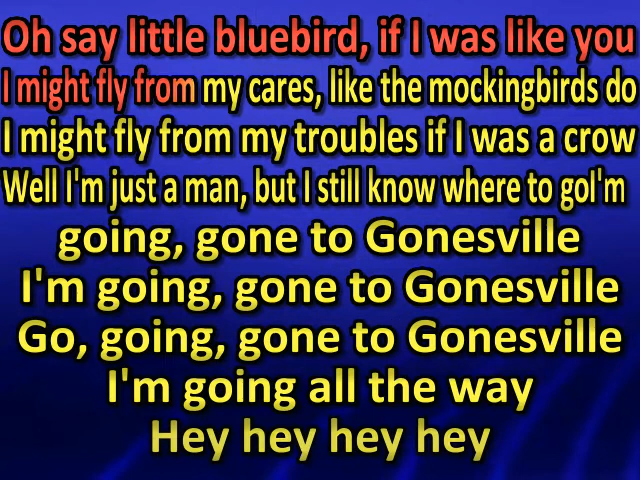 Oh say little bluebird, if I was like you
I might fly from my cares, like the mockingbirds do
I might fly from my troubles if I was a crow
Well I'm just a man, but I still know where to goI'm
going, gone to Gonesville
I'm going, gone to Gonesville
Go, going, gone to Gonesville
I'm going all the way
Hey hey hey hey